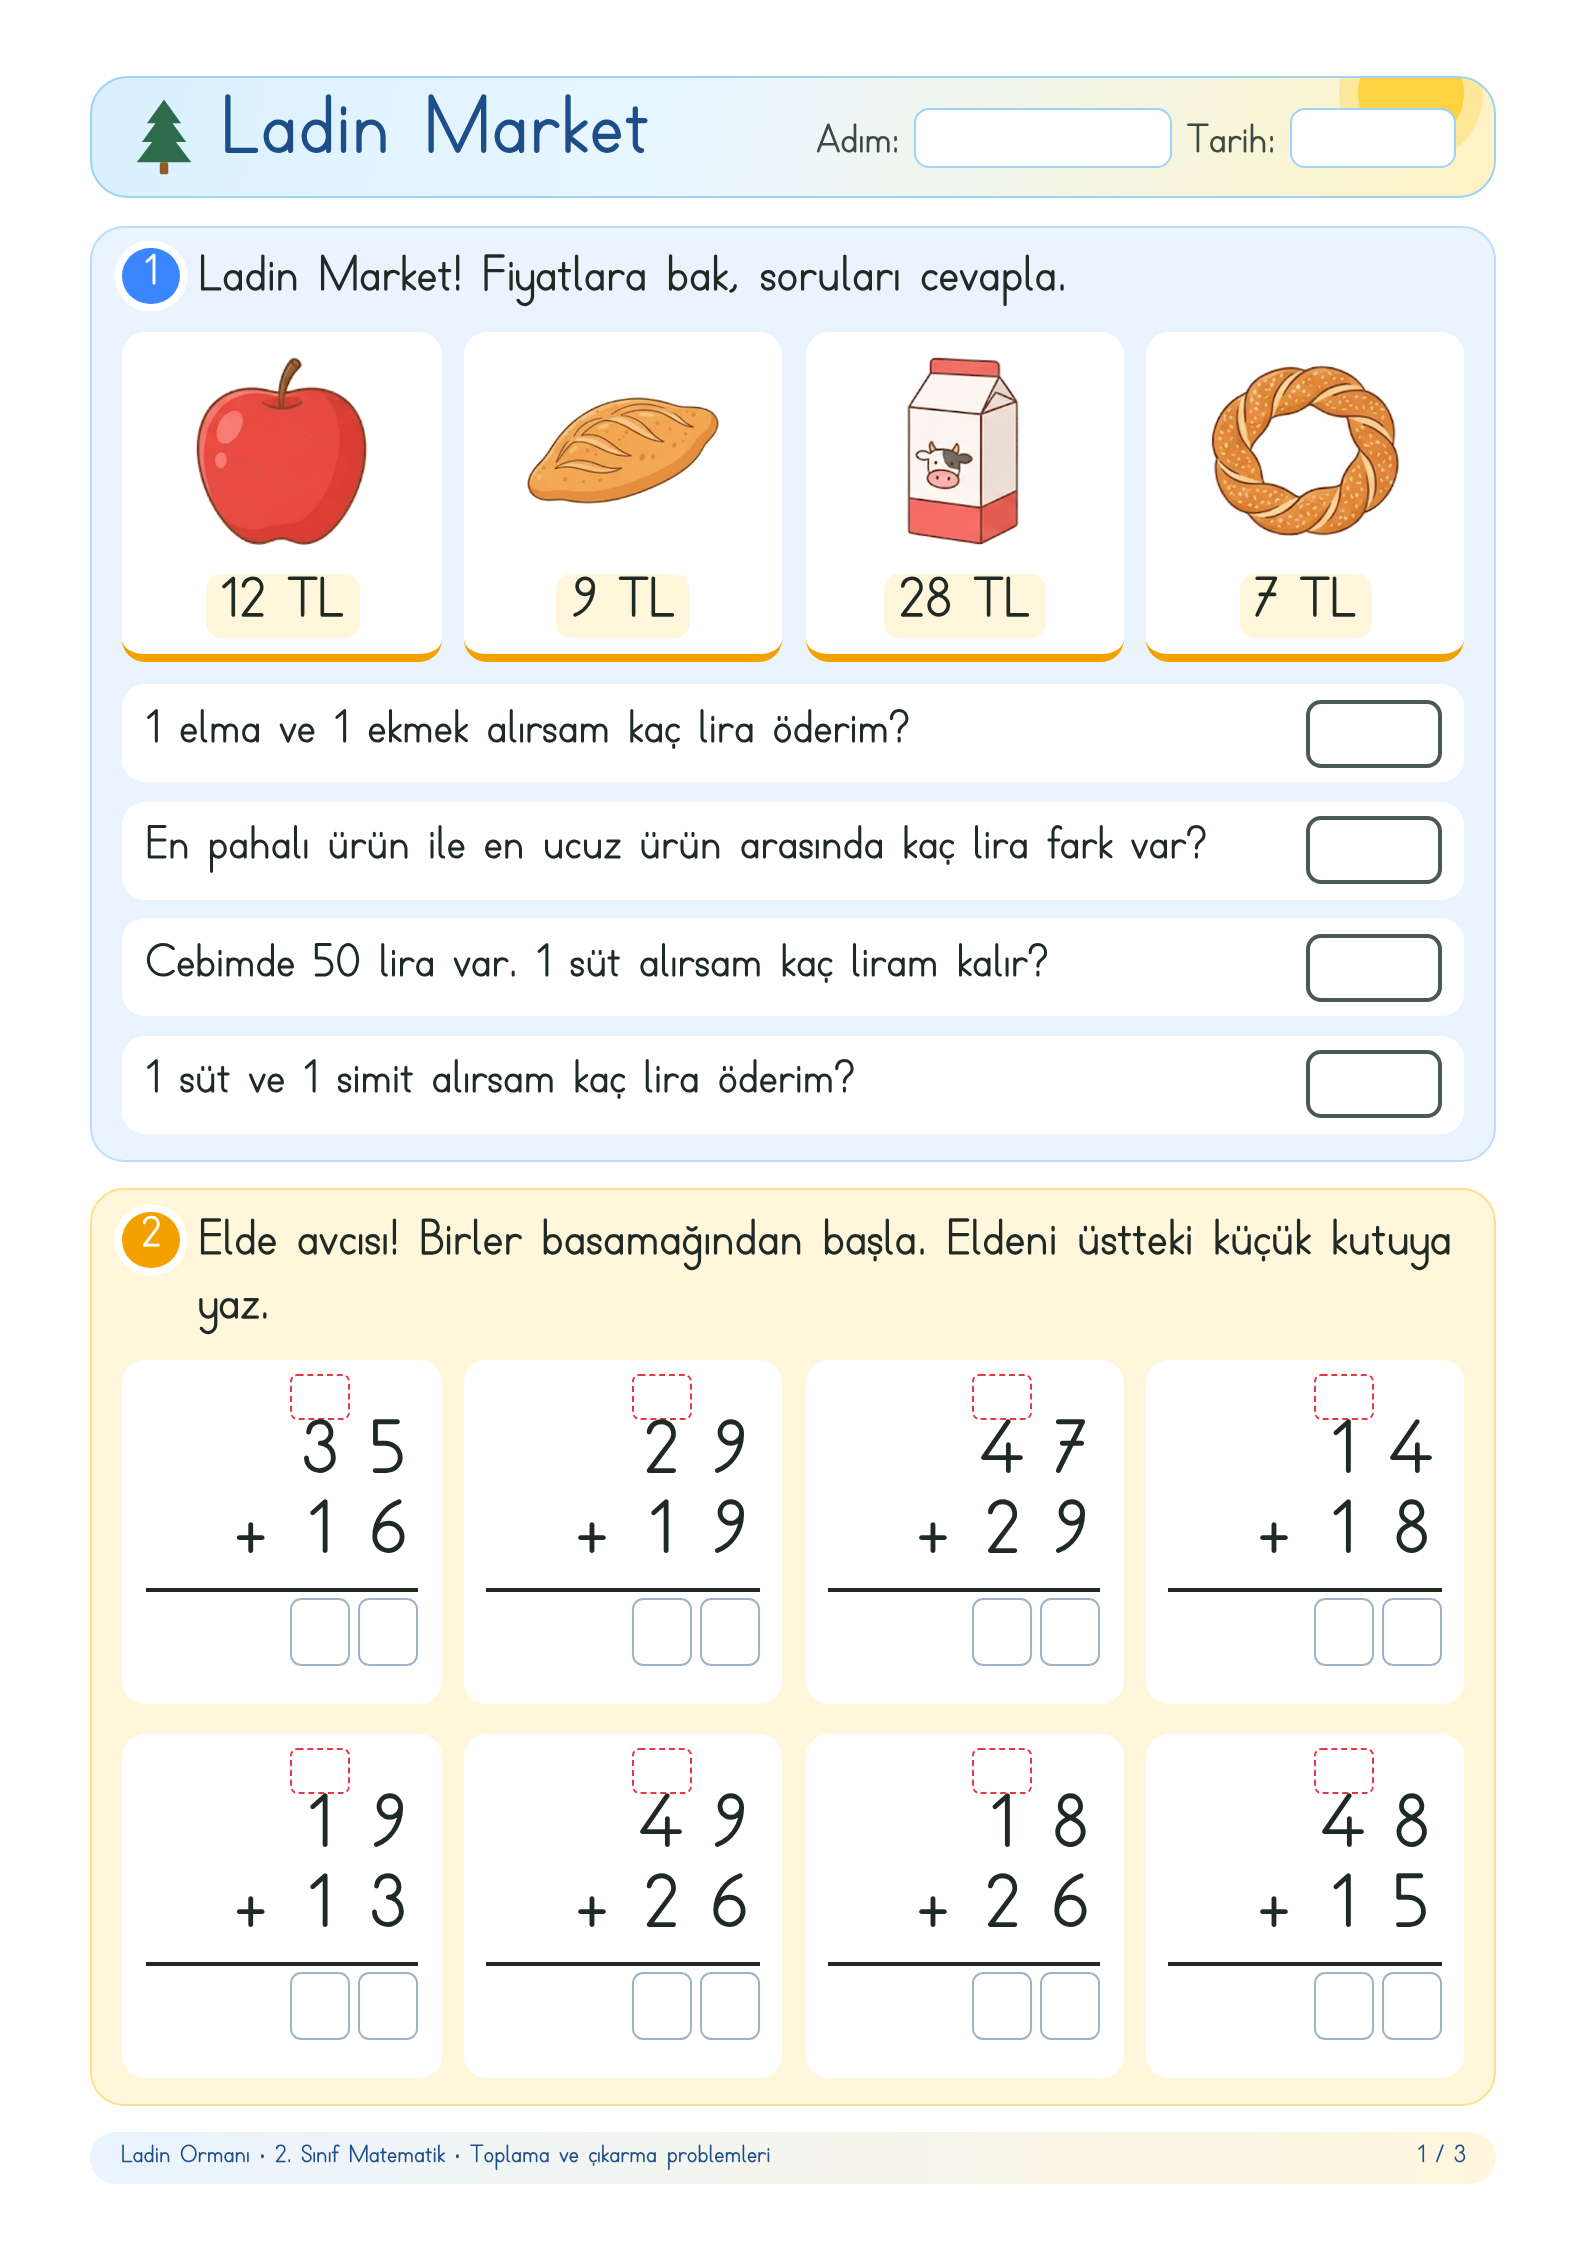 Ladin Market
Adım:
Tarih:
1 Ladin Market! Fiyatlara bak, soruları cevapla.
12 TL
9 TL
28 TL
7 TL
1 elma ve 1 ekmek alırsam kaç lira öderim?
En pahalı ürün ile en ucuz ürün arasında kaç lira fark var?
Cebimde 50 lira var. 1 süt alırsam kaç liram kalır?
1 süt ve 1 simit alırsam kaç lira öderim?
2 Elde avcısı! Birler basamağından başla. Eldeni üstteki küçük kutuya
yaz.
3 5
+ 1 6
2 9
+ 1 9
4 7
+ 2 9
1 4
+ 1 8
1 9
+ 1 3
4 9
+ 2 6
1 8
+ 2 6
4 8
+ 1 5
Ladin Ormanı • 2. Sınıf Matematik • Toplama ve çıkarma problemleri
1 / 3